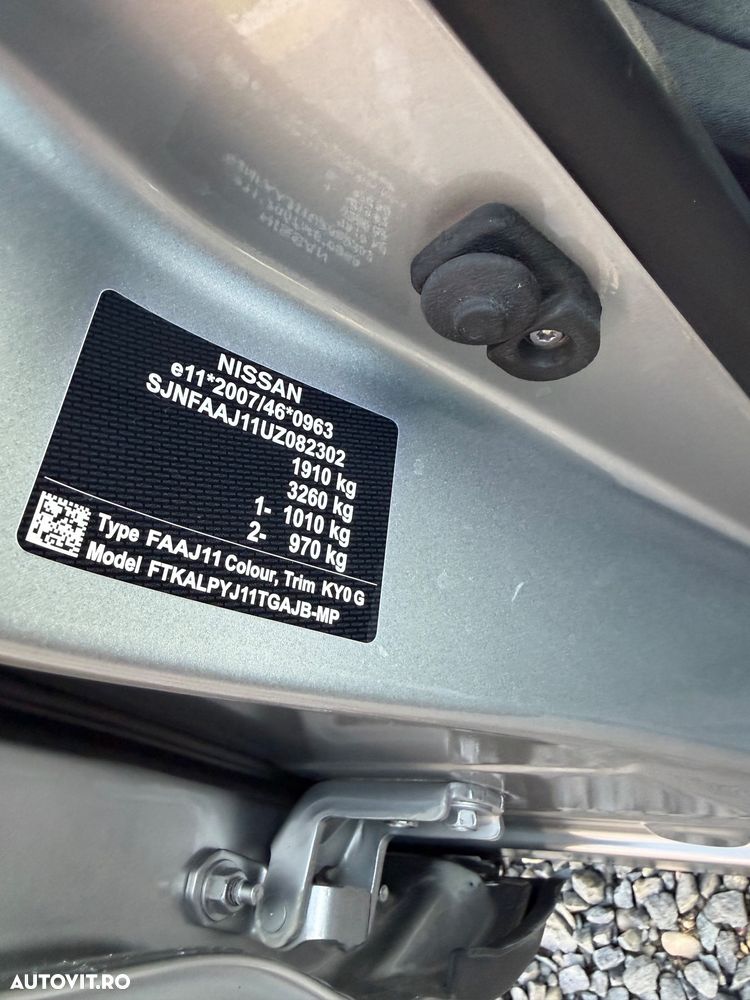 NISSAN
e11*2007/46*0963
SJNFAAJ11UZ082302
1910 kg
3260 kg
1- 1010 kg
2- 970 kg
Type FAAJ11 Colour, Trim KY0 G
Model FTKALPYJ11TGAJB-MP
AUTOVIT.RO